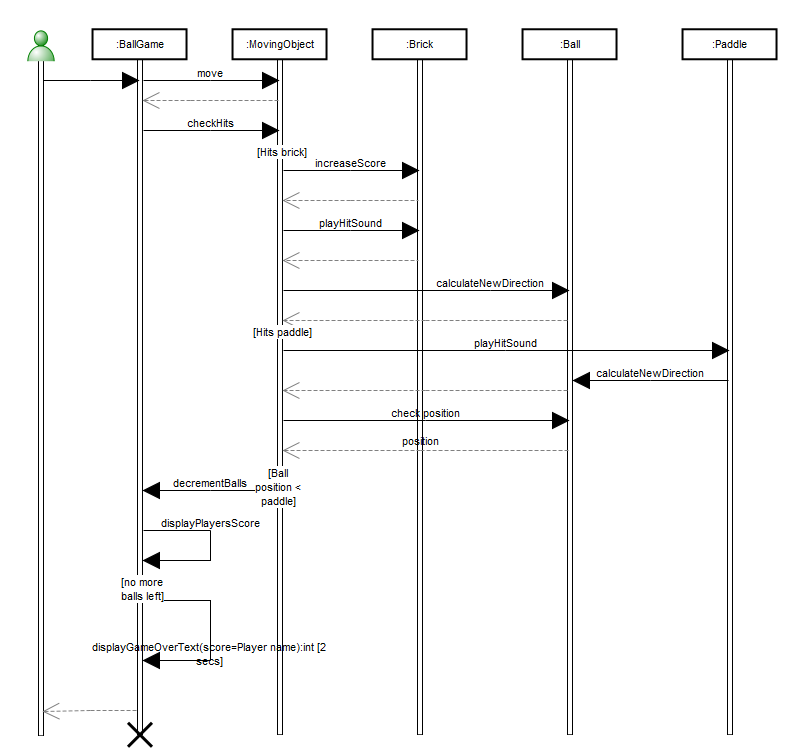 :BallGame
:MovingObject
:Brick
:Ball
:Paddle
move
checkHits
[Hits brick]
increaseScore
playHitSound
calculateNewDirection
[Hits paddle]
playHitSound
calculateNewDirection
check position
position
[Ball
position <
paddle]
decrementBalls
displayPlayersScore
[no more
balls left]
displayGameOverText(score=Player name):int [2
secs]